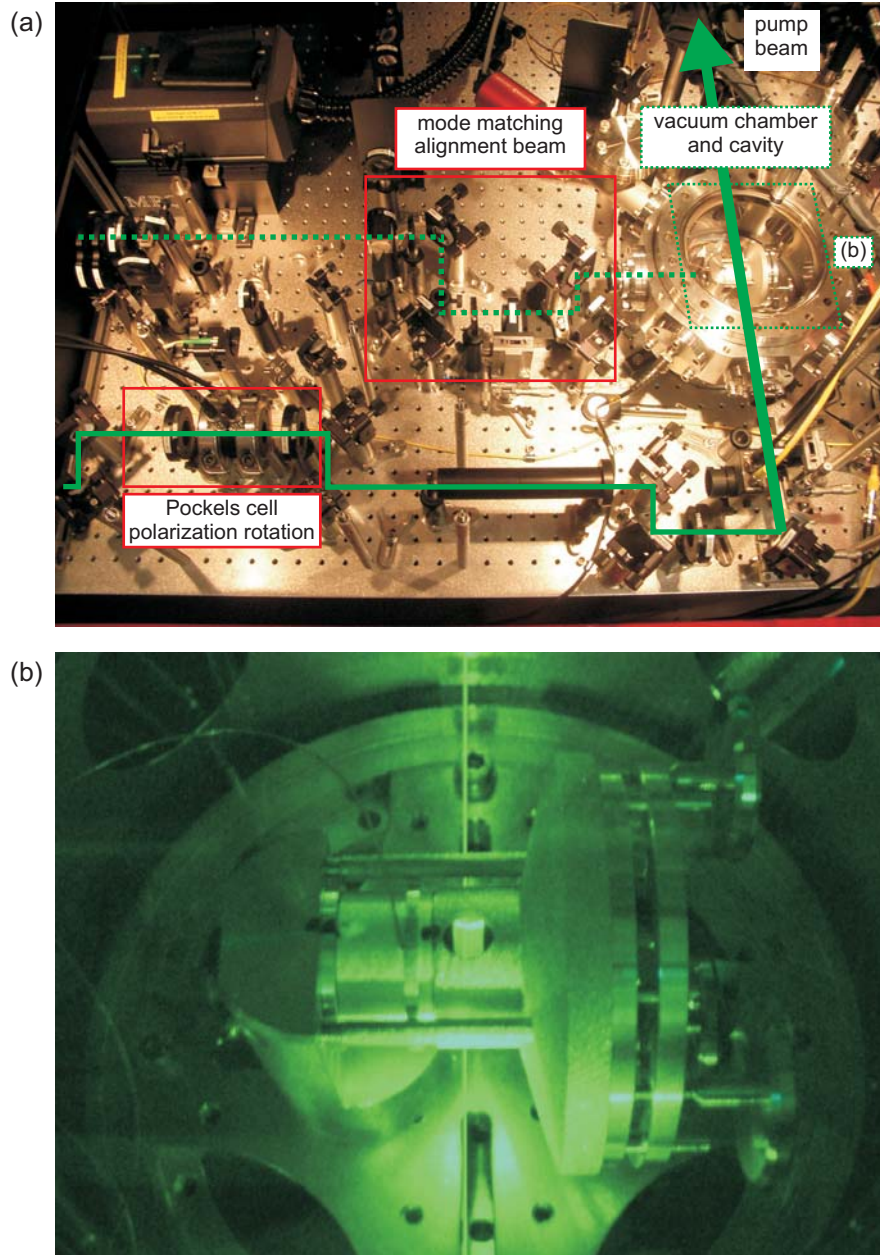 (a)
pump
beam
mode matching
alignment beam
vacuum chamber
and cavity
(b)
Pockels cell
polarization rotation
(b)